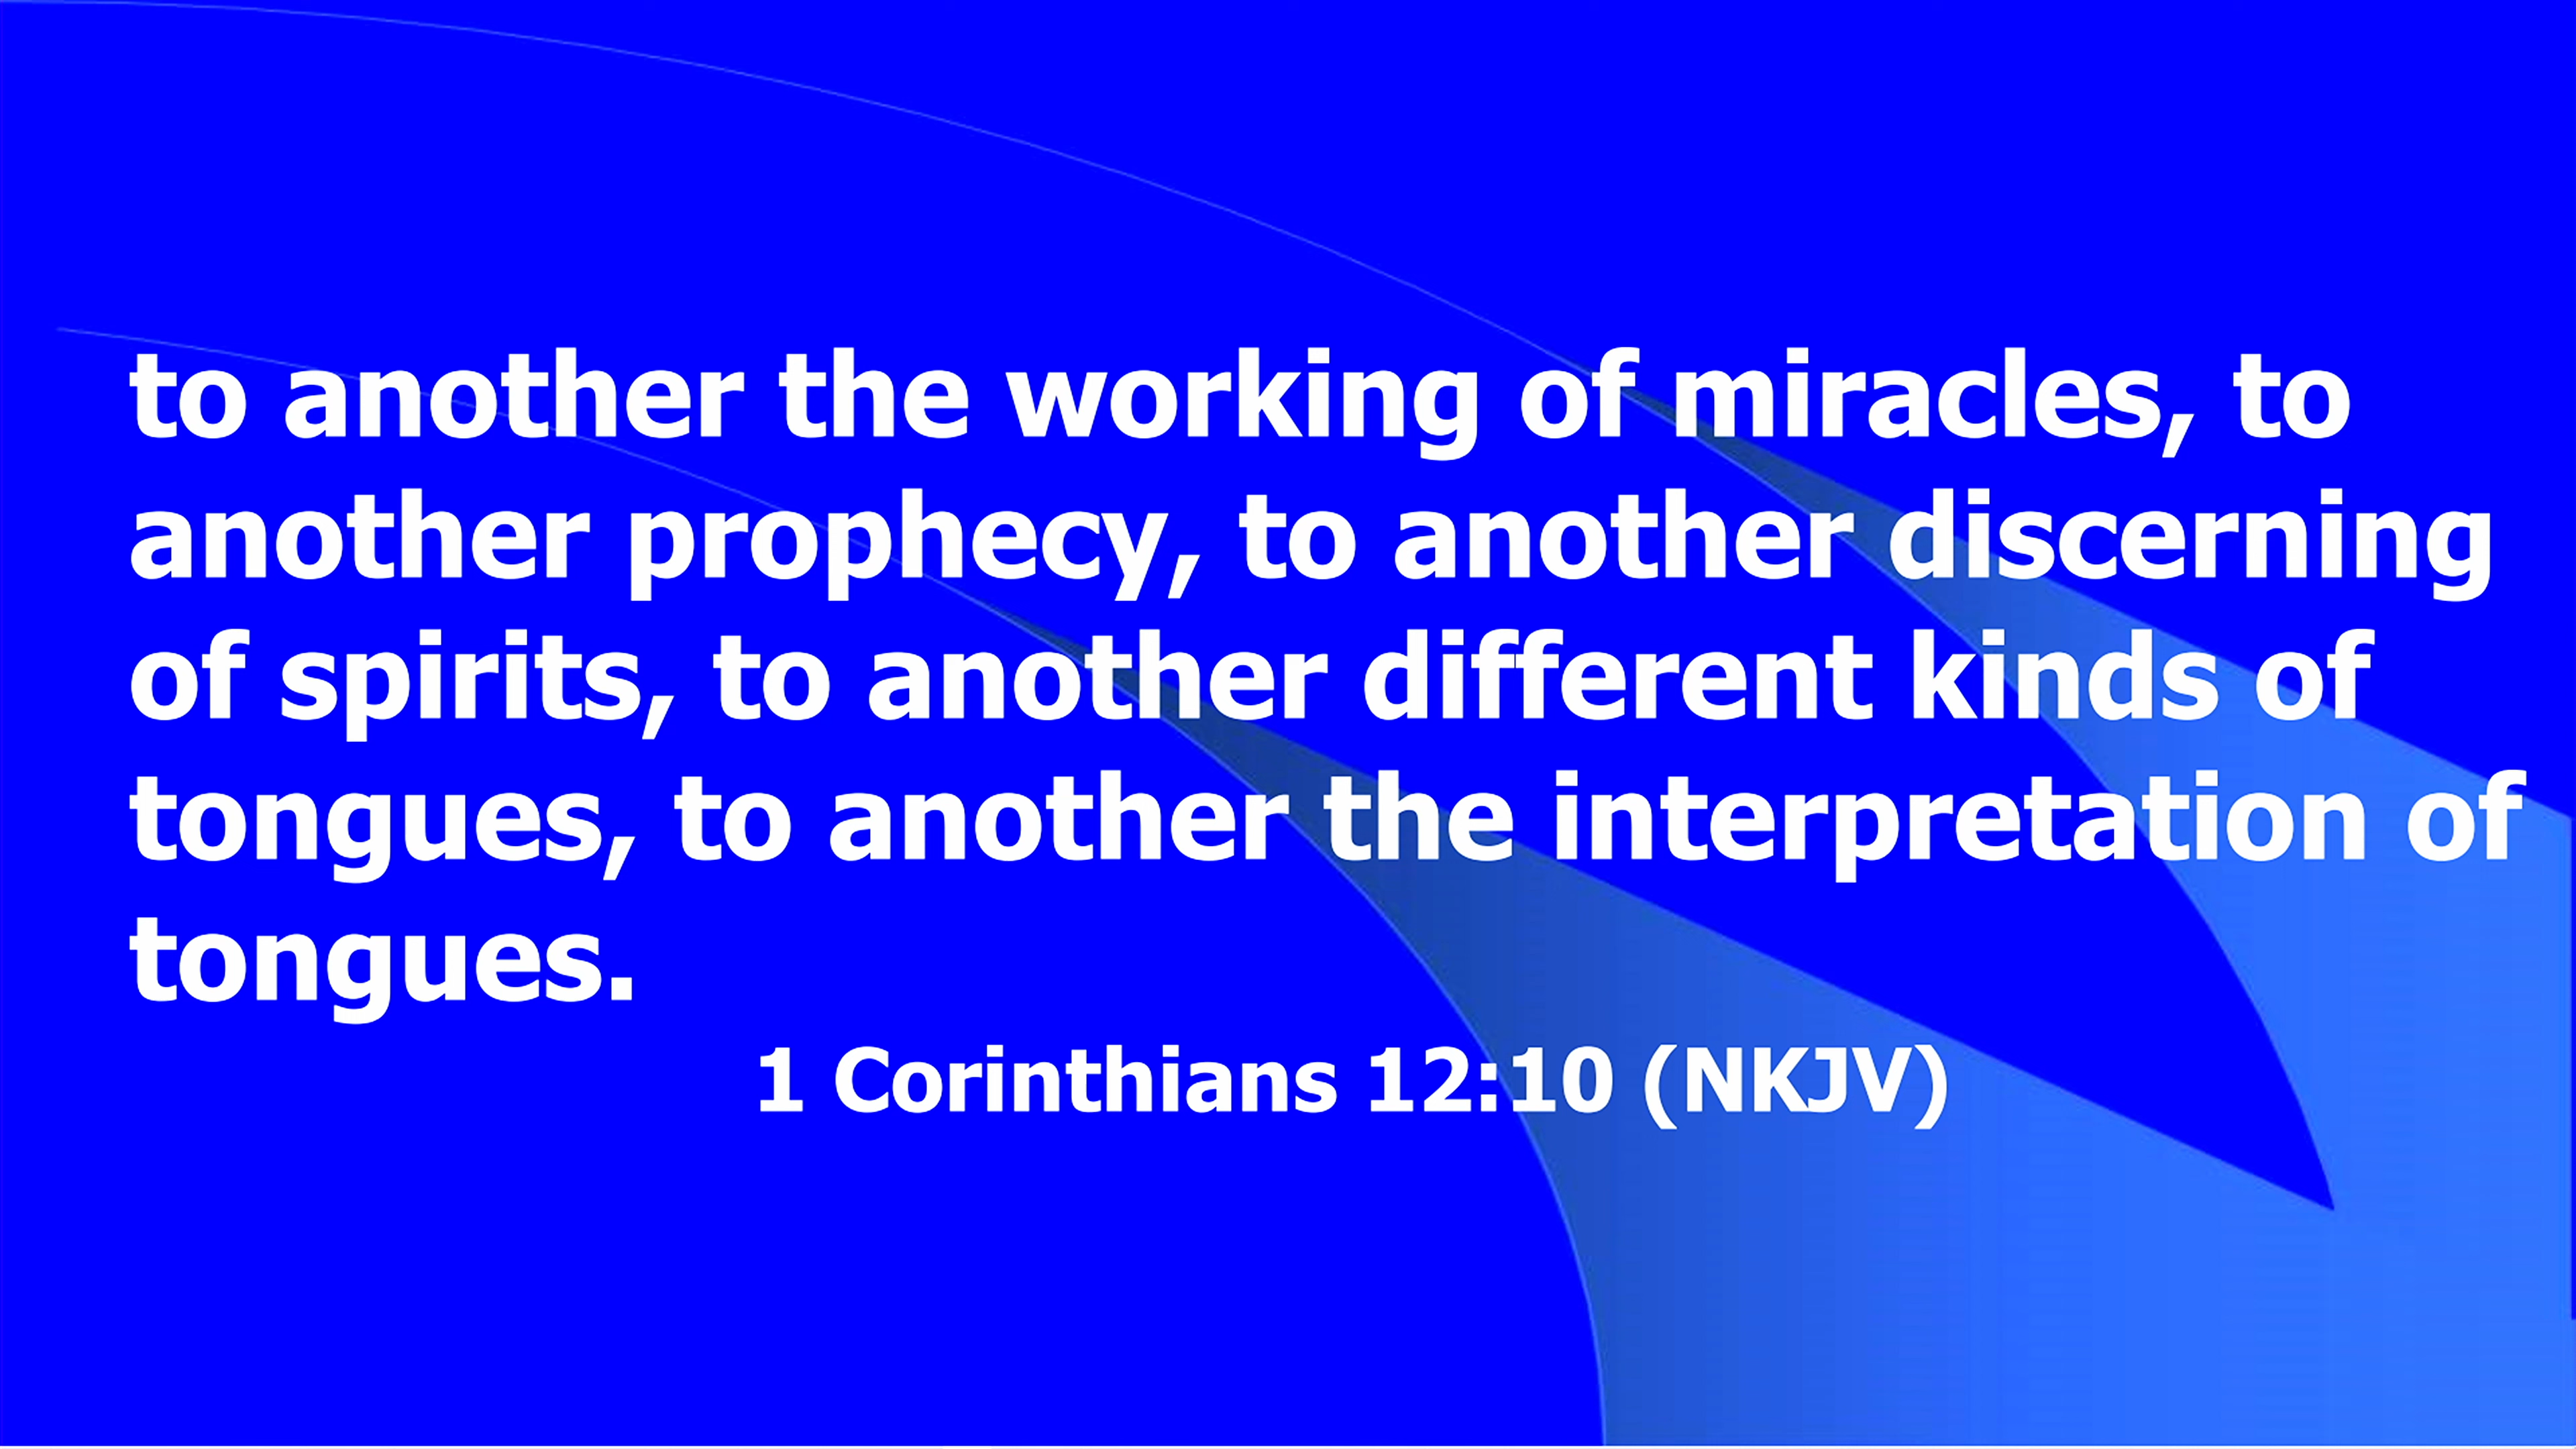 to another the working of miracles, to
another prophecy, to another discerning
of spirits, to another different kinds of
tongues, to another the interpretation of
tongues.
1 Corinthians 12:10 (NKJV)